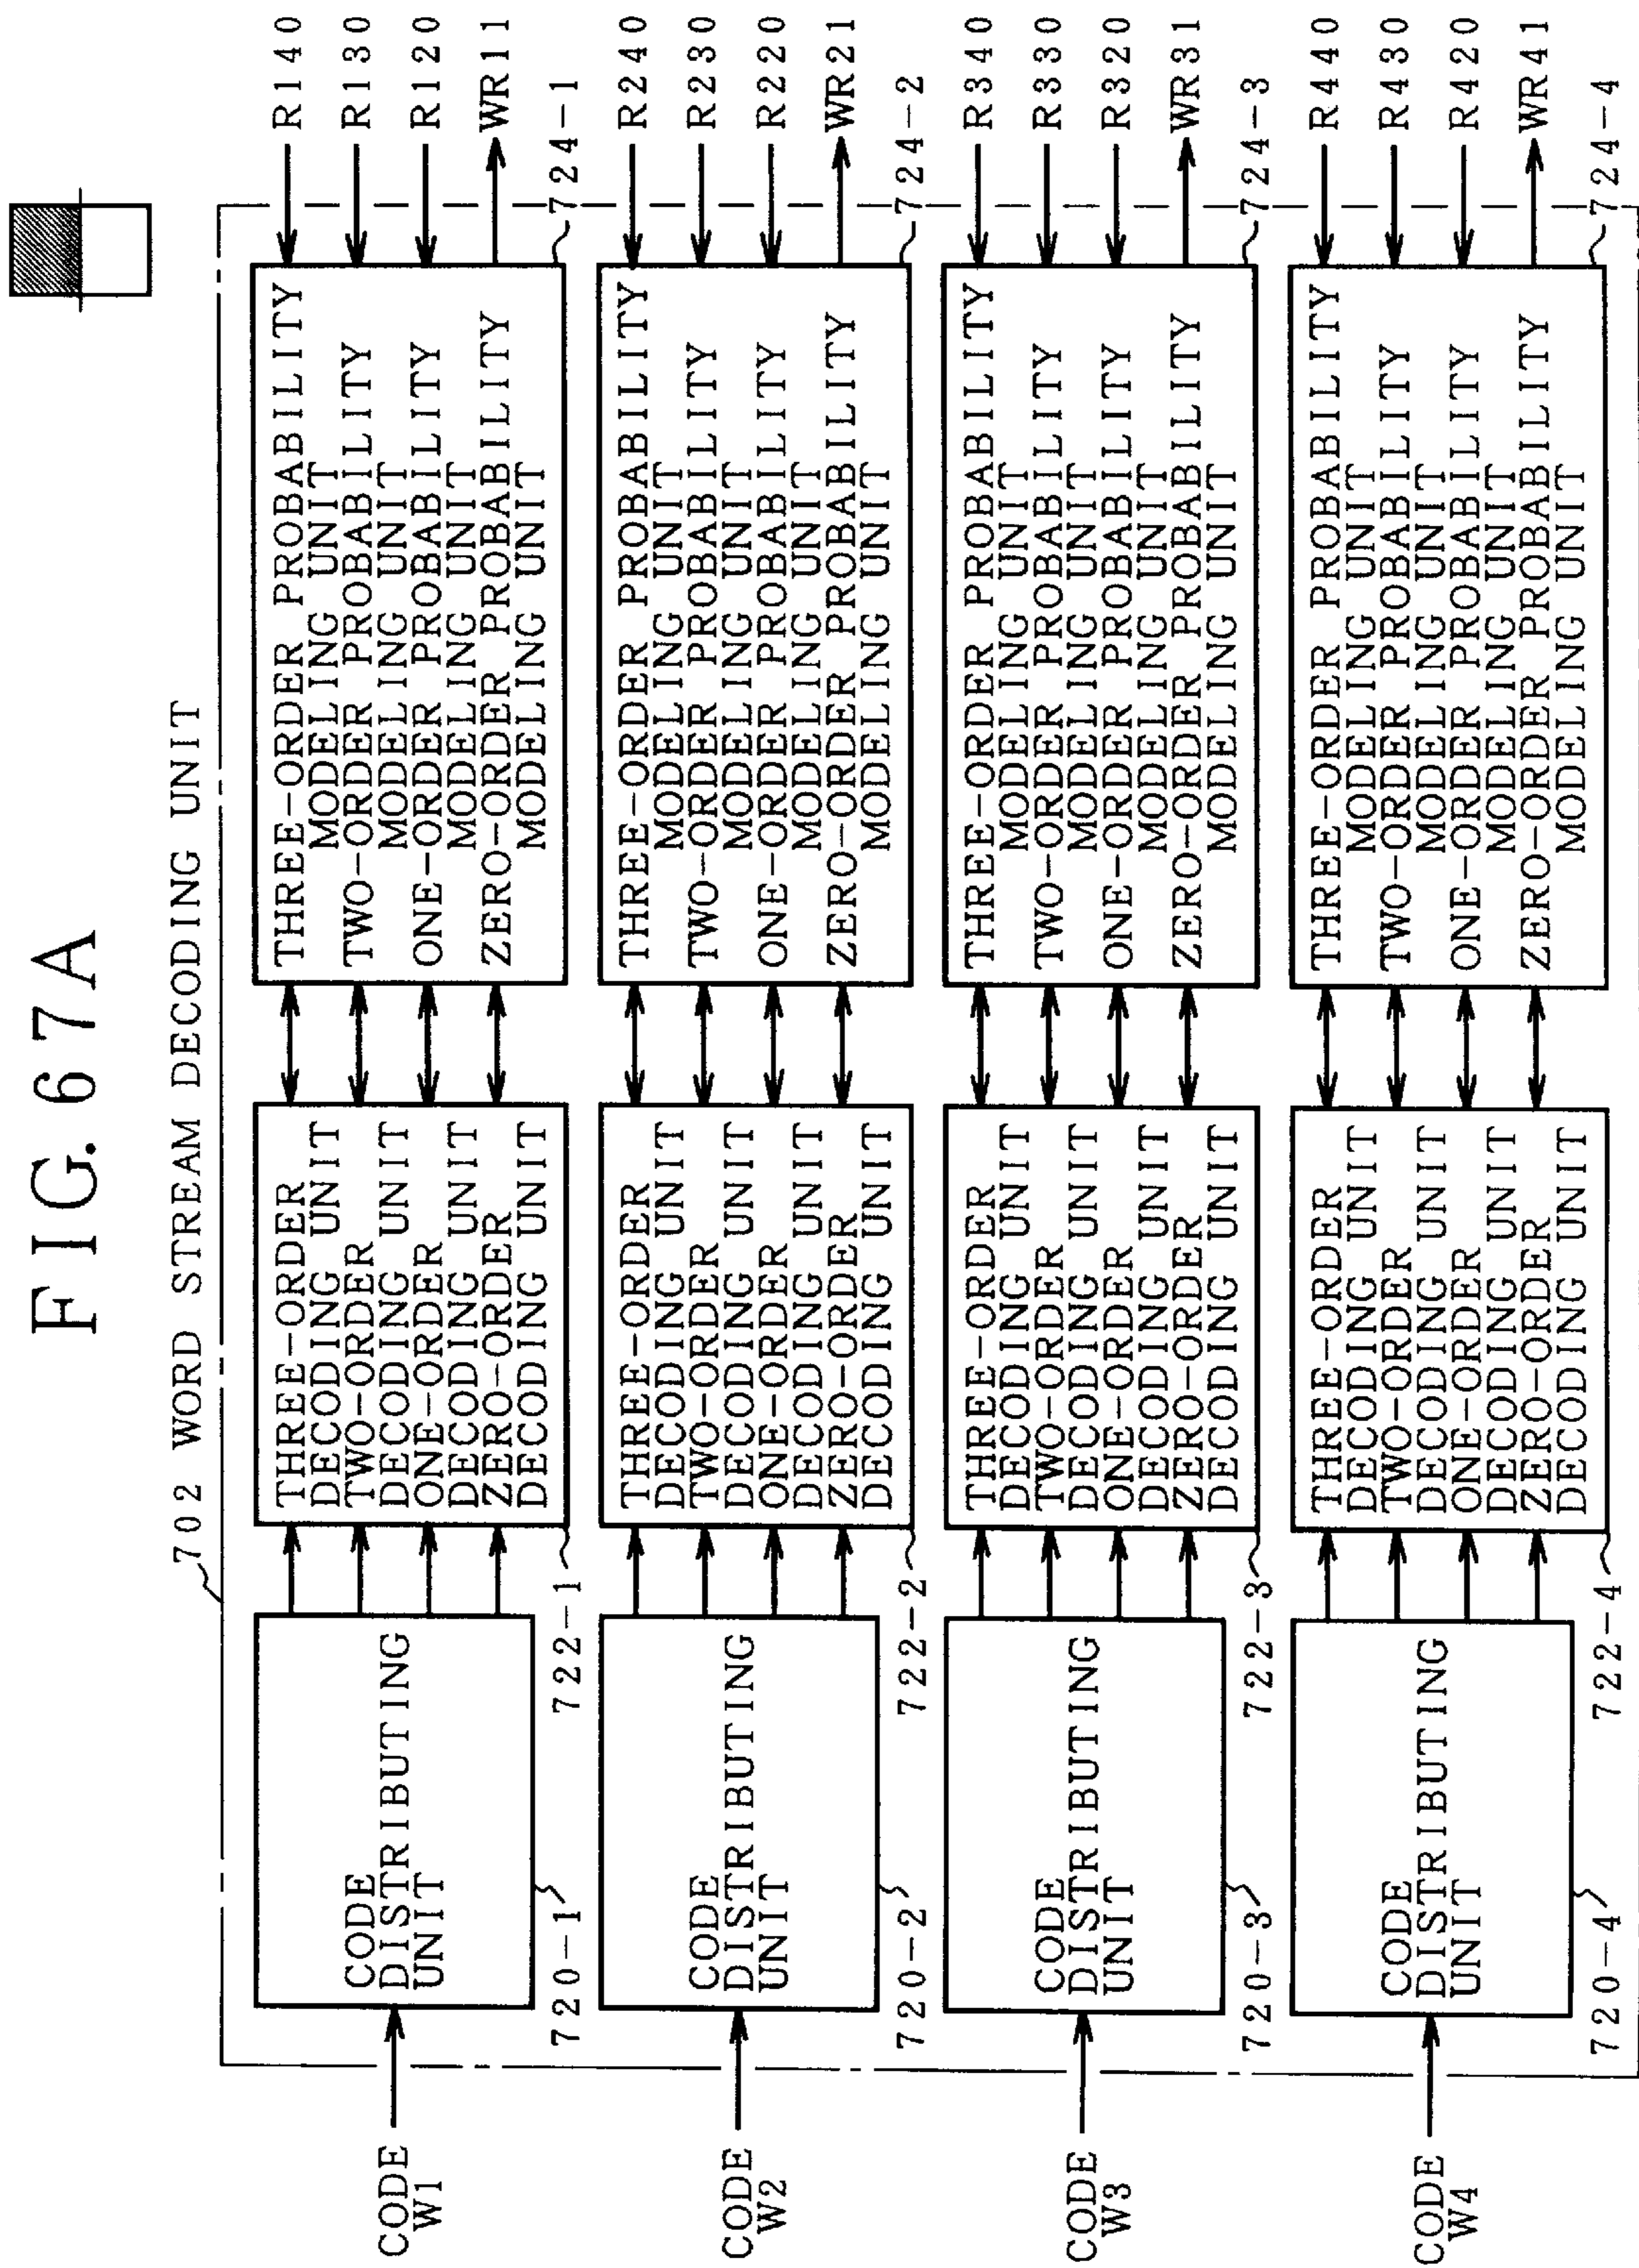 FIG. 67A
702 WORD STREAM DECODING UNIT
CODE
W1
CODE
DISTRIBUTING
UNIT
720-1
THREE-ORDER
DECODING UNIT
TWO-ORDER
DECODING UNIT
ONE-ORDER
DECODING UNIT
ZERO-ORDER
DECODING UNIT
722-1
THREE-ORDER PROBABILITY
MODELING UNIT
TWO-ORDER PROBABILITY
MODELING UNIT
ONE-ORDER PROBABILITY
MODELING UNIT
ZERO-ORDER PROBABILITY
MODELING UNIT
724-1
R140
R130
R120
WR11
CODE
W2
CODE
DISTRIBUTING
UNIT
720-2
THREE-ORDER
DECODING UNIT
TWO-ORDER
DECODING UNIT
ONE-ORDER
DECODING UNIT
ZERO-ORDER
DECODING UNIT
722-2
THREE-ORDER PROBABILITY
MODELING UNIT
TWO-ORDER PROBABILITY
MODELING UNIT
ONE-ORDER PROBABILITY
MODELING UNIT
ZERO-ORDER PROBABILITY
MODELING UNIT
724-2
R240
R230
R220
WR21
CODE
W3
CODE
DISTRIBUTING
UNIT
720-3
THREE-ORDER
DECODING UNIT
TWO-ORDER
DECODING UNIT
ONE-ORDER
DECODING UNIT
ZERO-ORDER
DECODING UNIT
722-3
THREE-ORDER PROBABILITY
MODELING UNIT
TWO-ORDER PROBABILITY
MODELING UNIT
ONE-ORDER PROBABILITY
MODELING UNIT
ZERO-ORDER PROBABILITY
MODELING UNIT
724-3
R340
R330
R320
WR31
CODE
W4
CODE
DISTRIBUTING
UNIT
720-4
THREE-ORDER
DECODING UNIT
TWO-ORDER
DECODING UNIT
ONE-ORDER
DECODING UNIT
ZERO-ORDER
DECODING UNIT
722-4
THREE-ORDER PROBABILITY
MODELING UNIT
TWO-ORDER PROBABILITY
MODELING UNIT
ONE-ORDER PROBABILITY
MODELING UNIT
ZERO-ORDER PROBABILITY
MODELING UNIT
724-4
R440
R430
R420
WR41